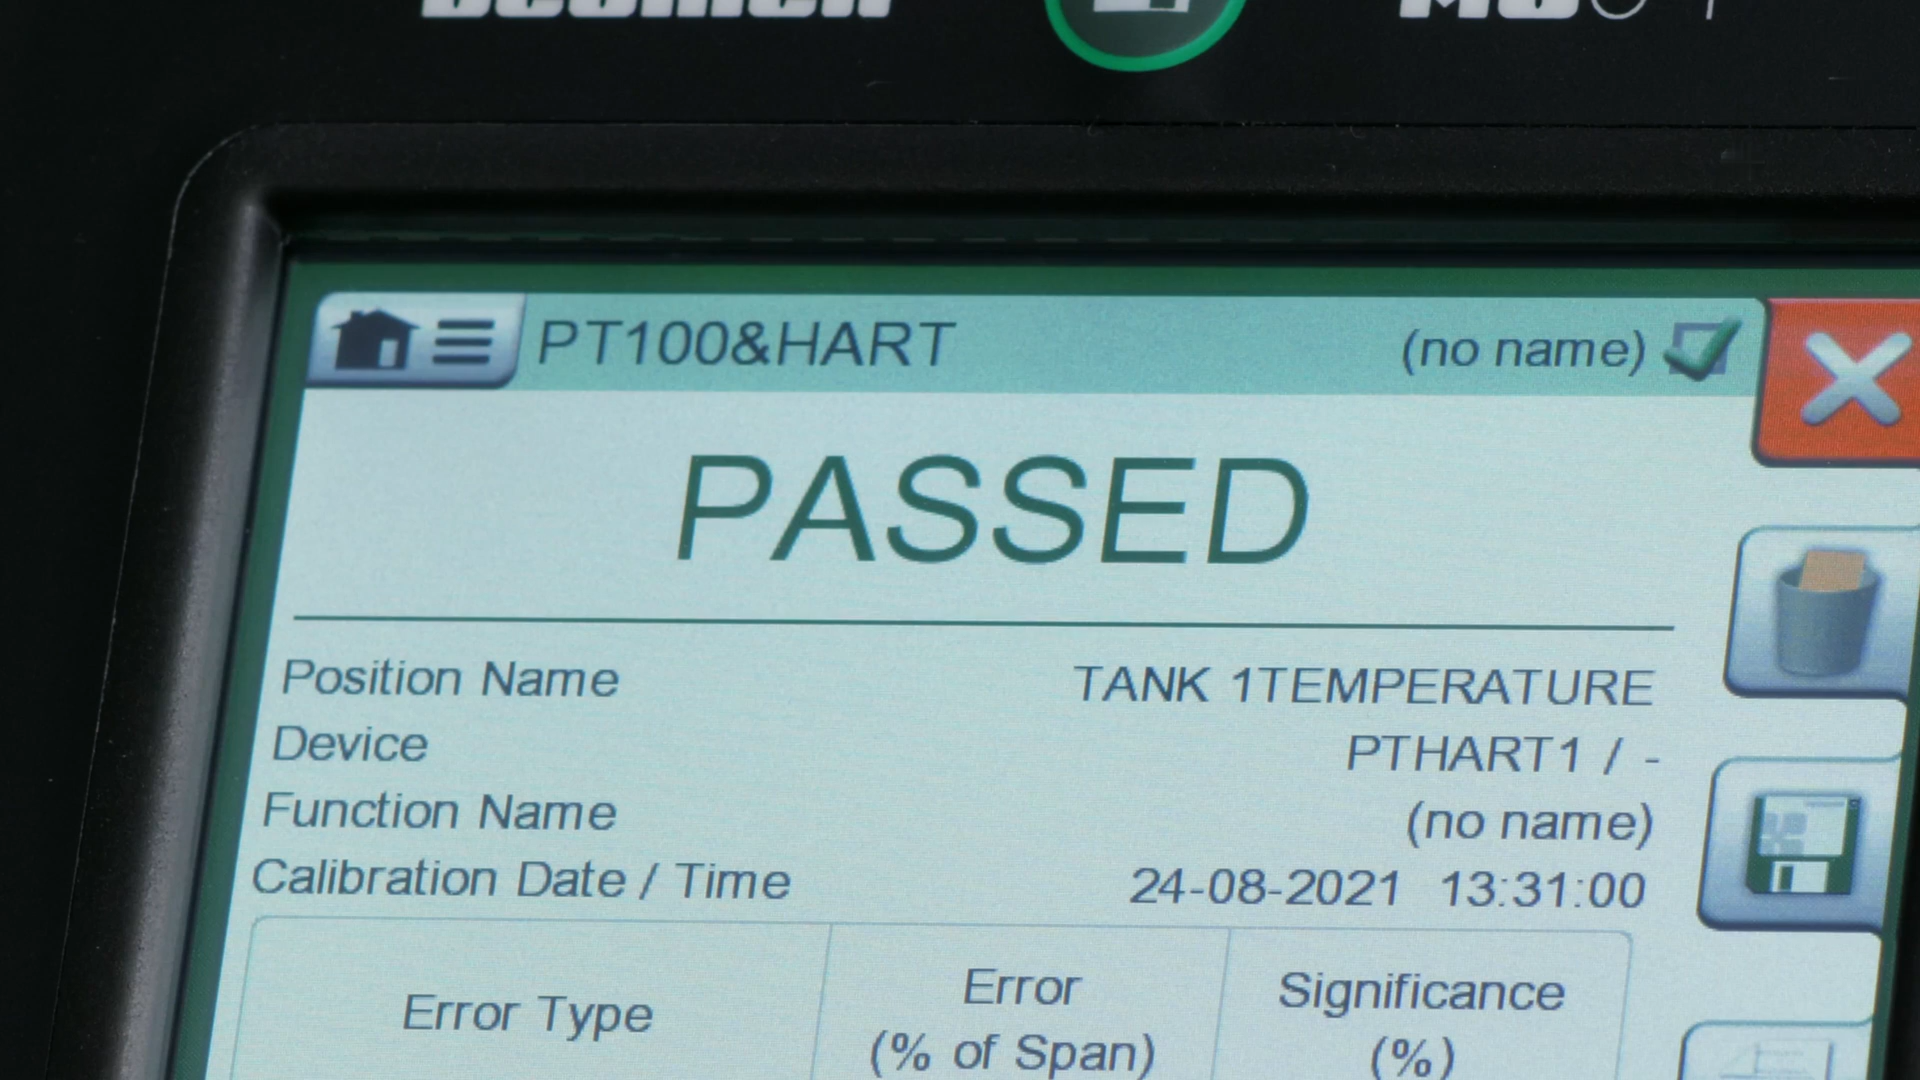 PT100&HART (no name)
PASSED
Position Name TANK 1TEMPERATURE
Device PTHART1 / -
Function Name (no name)
Calibration Date / Time 24-08-2021 13:31:00
Error Type Error (% of Span) Significance (%)